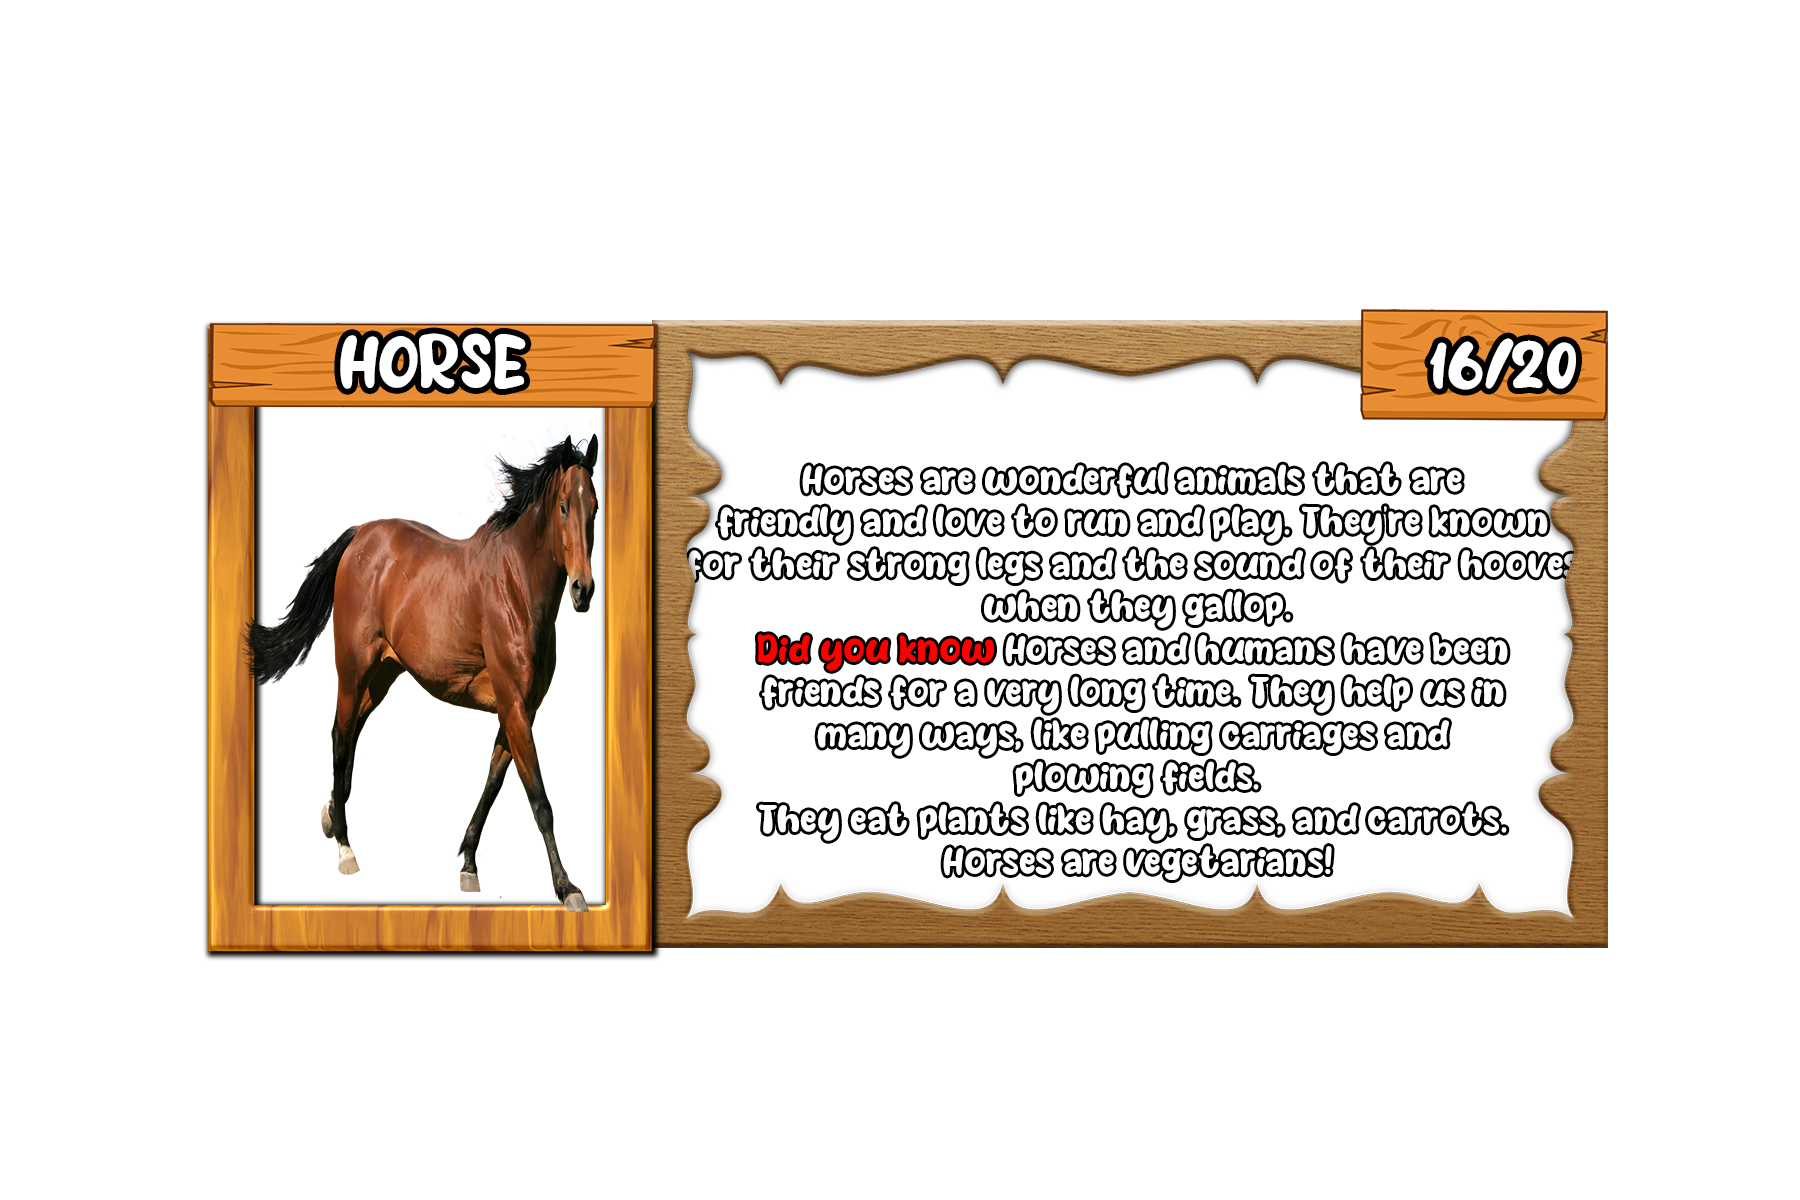 HORSE
16/20
Horses are wonderful animals that are
friendly and love to run and play. They're known
for their strong legs and the sound of their hooves
when they gallop.
Did you know Horses and humans have been
friends for a very long time. They help us in
many ways, like pulling carriages and
plowing fields.
They eat plants like hay, grass, and carrots.
Horses are vegetarians!